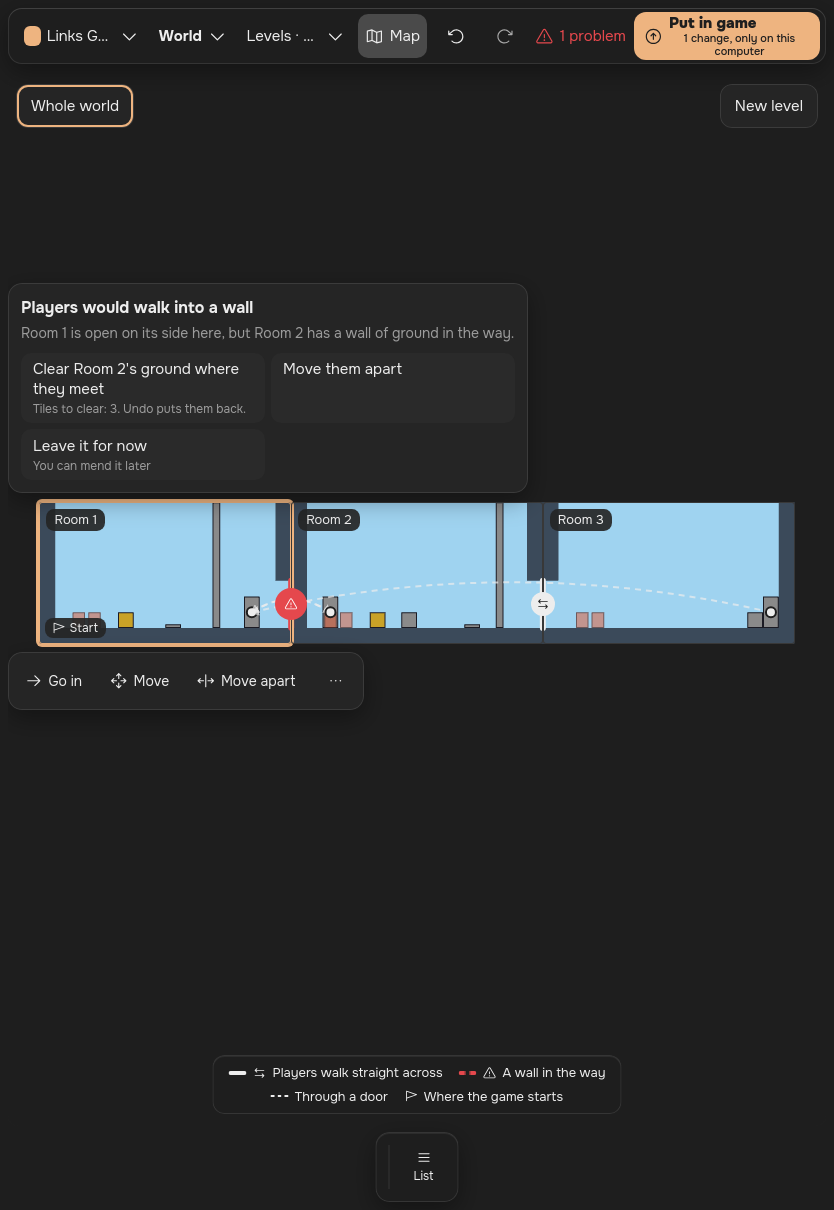 Links G...
World
Levels · ...
Map
1 problem
Put in game
1 change, only on this
computer
Whole world
New level
Players would walk into a wall
Room 1 is open on its side here, but Room 2 has a wall of ground in the way.
Clear Room 2's ground where
they meet
Tiles to clear: 3. Undo puts them back.
Move them apart
Leave it for now
You can mend it later
Room 1
Room 2
Room 3
Start
Go in
Move
Move apart
...
Players walk straight across
A wall in the way
Through a door
Where the game starts
List